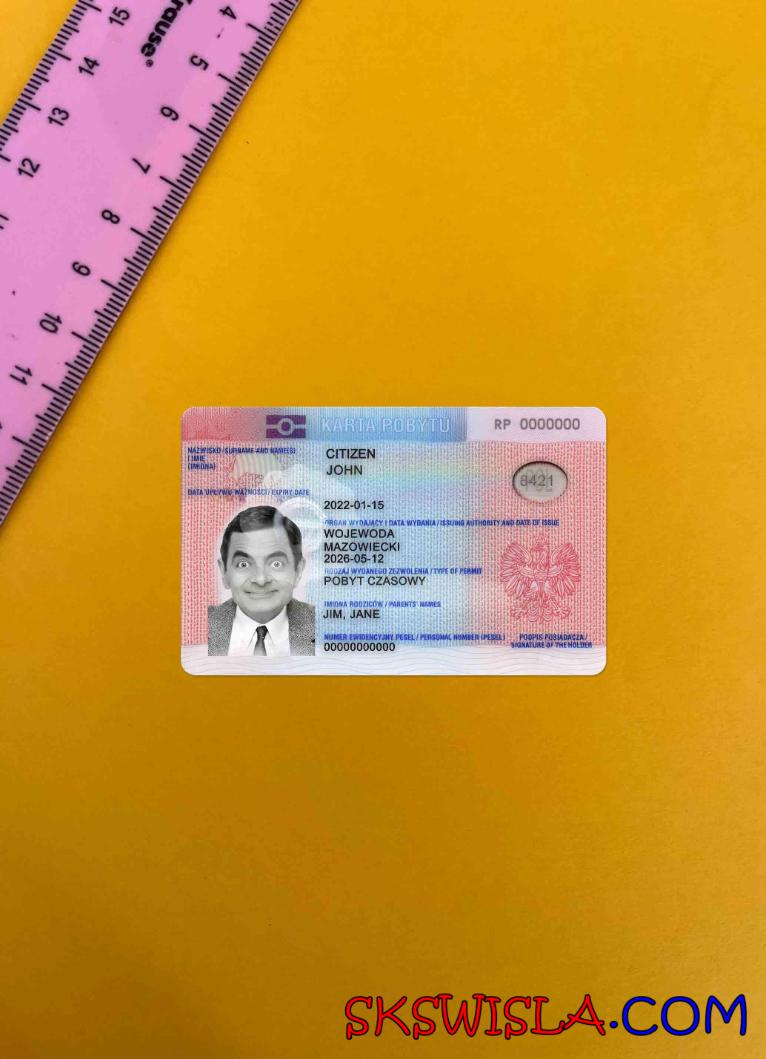 Krause®
15
14
13
12
11
4
5
6
7
8
9
10
11
KARTA POBYTU
RP 0000000
NAZWISKO / SURNAME AND NAME(S)
I IMIĘ
(IMIONA)
CITIZEN
JOHN
8421
DATA UPŁYWU WAŻNOŚCI / EXPIRY DATE
2022-01-15
ORGAN WYDAJĄCY I DATA WYDANIA / ISSUING AUTHORITY AND DATE OF ISSUE
WOJEWODA
MAZOWIECKI
2026-05-12
RODZAJ WYDANEGO ZEZWOLENIA / TYPE OF PERMIT
POBYT CZASOWY
IMIONA RODZICÓW / PARENTS' NAMES
JIM, JANE
NUMER EWIDENCYJNY PESEL / PERSONAL NUMBER (PESEL)
00000000000
PODPIS POSIADACZA /
SIGNATURE OF THE HOLDER
SKSWISLA.COM